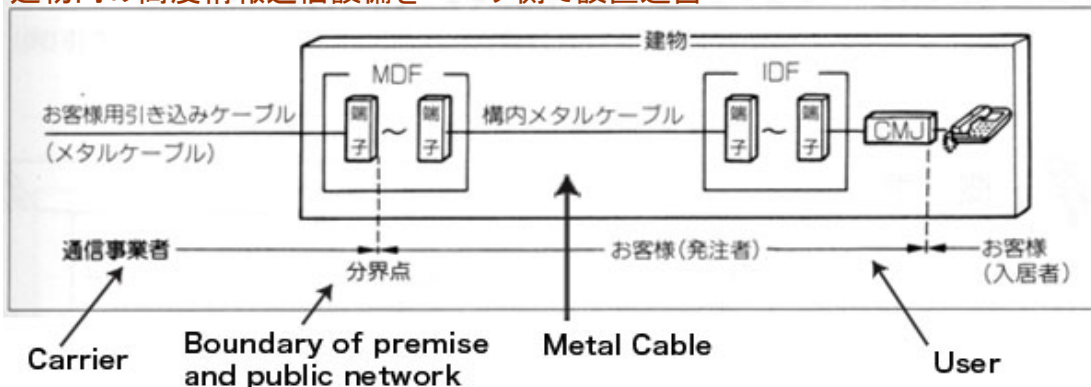 建物
MDF
IDF
お客様用引き込みケーブル
(メタルケーブル)
端子
~
端子
構内メタルケーブル
端子
~
端子
CMJ
通信事業者
分界点
お客様(発注者)
お客様
(入居者)
Carrier
Boundary of premise
and public network
Metal Cable
User